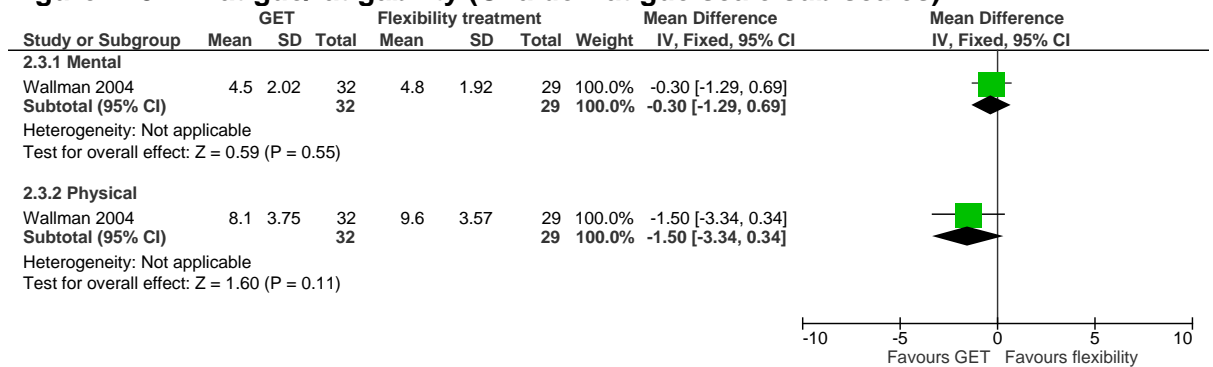 GET Flexibility treatment Mean Difference Mean Difference
Study or Subgroup Mean SD Total Mean SD Total Weight IV, Fixed, 95% CI IV, Fixed, 95% CI
2.3.1 Mental
Wallman 2004 4.5 2.02 32 4.8 1.92 29 100.0% -0.30 [-1.29, 0.69]
Subtotal (95% CI) 32 29 100.0% -0.30 [-1.29, 0.69]
Heterogeneity: Not applicable
Test for overall effect: Z = 0.59 (P = 0.55)
2.3.2 Physical
Wallman 2004 8.1 3.75 32 9.6 3.57 29 100.0% -1.50 [-3.34, 0.34]
Subtotal (95% CI) 32 29 100.0% -1.50 [-3.34, 0.34]
Heterogeneity: Not applicable
Test for overall effect: Z = 1.60 (P = 0.11)
-10 -5 0 5 10
Favours GET Favours flexibility